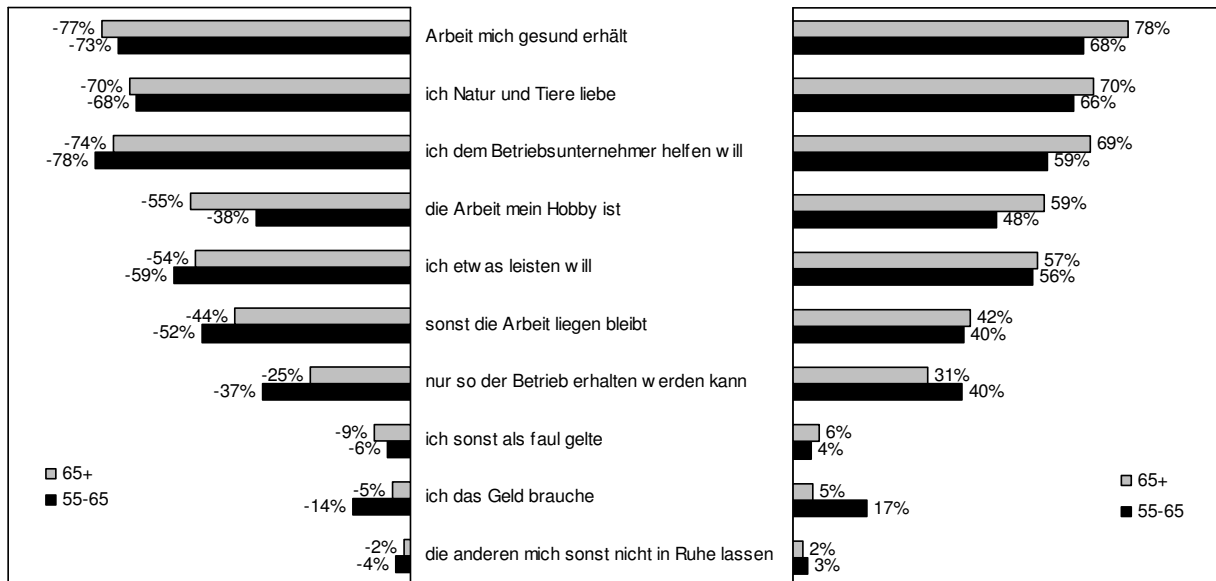 -77% Arbeit mich gesund erhält 78%
-73% 68%
-70% ich Natur und Tiere liebe 70%
-68% 66%
-74% ich dem Betriebsunternehmer helfen will 69%
-78% 59%
-55% die Arbeit mein Hobby ist 59%
-38% 48%
-54% ich etwas leisten will 57%
-59% 56%
-44% sonst die Arbeit liegen bleibt 42%
-52% 40%
-25% nur so der Betrieb erhalten werden kann 31%
-37% 40%
-9% ich sonst als faul gelte 6%
-6% 4%
65+ -5% ich das Geld brauche 5% 65+
55-65 -14% 17% 55-65
-2% die anderen mich sonst nicht in Ruhe lassen 2%
-4% 3%